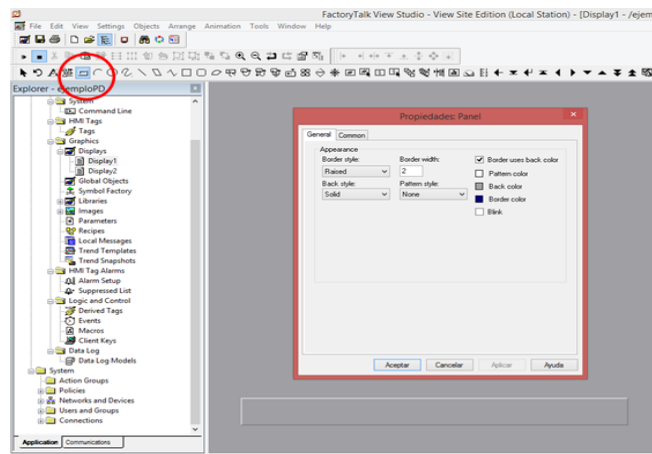 FactoryTalk View Studio - View Site Edition (Local Station) - [Display1 - /ejem
File Edit View Settings Objects Arrange Animation Tools Window Help
Explorer - ejemploPD
System
Command Line
HMI Tags
Tags
Graphics
Displays
Display1
Display2
Global Objects
Symbol Factory
Libraries
Images
Parameters
Recipes
Local Messages
Trend Templates
Trend Snapshots
HMI Tag Alarms
Alarm Setup
Suppressed List
Logic and Control
Derived Tags
Events
Macros
Client Keys
Data Log
Data Log Models
System
Action Groups
Policies
Networks and Devices
Users and Groups
Connections
Application Communications
Propiedades: Panel
General Common
Appearance
Border style: Border width: Border uses back color
Raised 2 Pattern color
Back style: Pattern style: Back color
Solid None Border color
Blink
Aceptar Cancelar Aplicar Ayuda